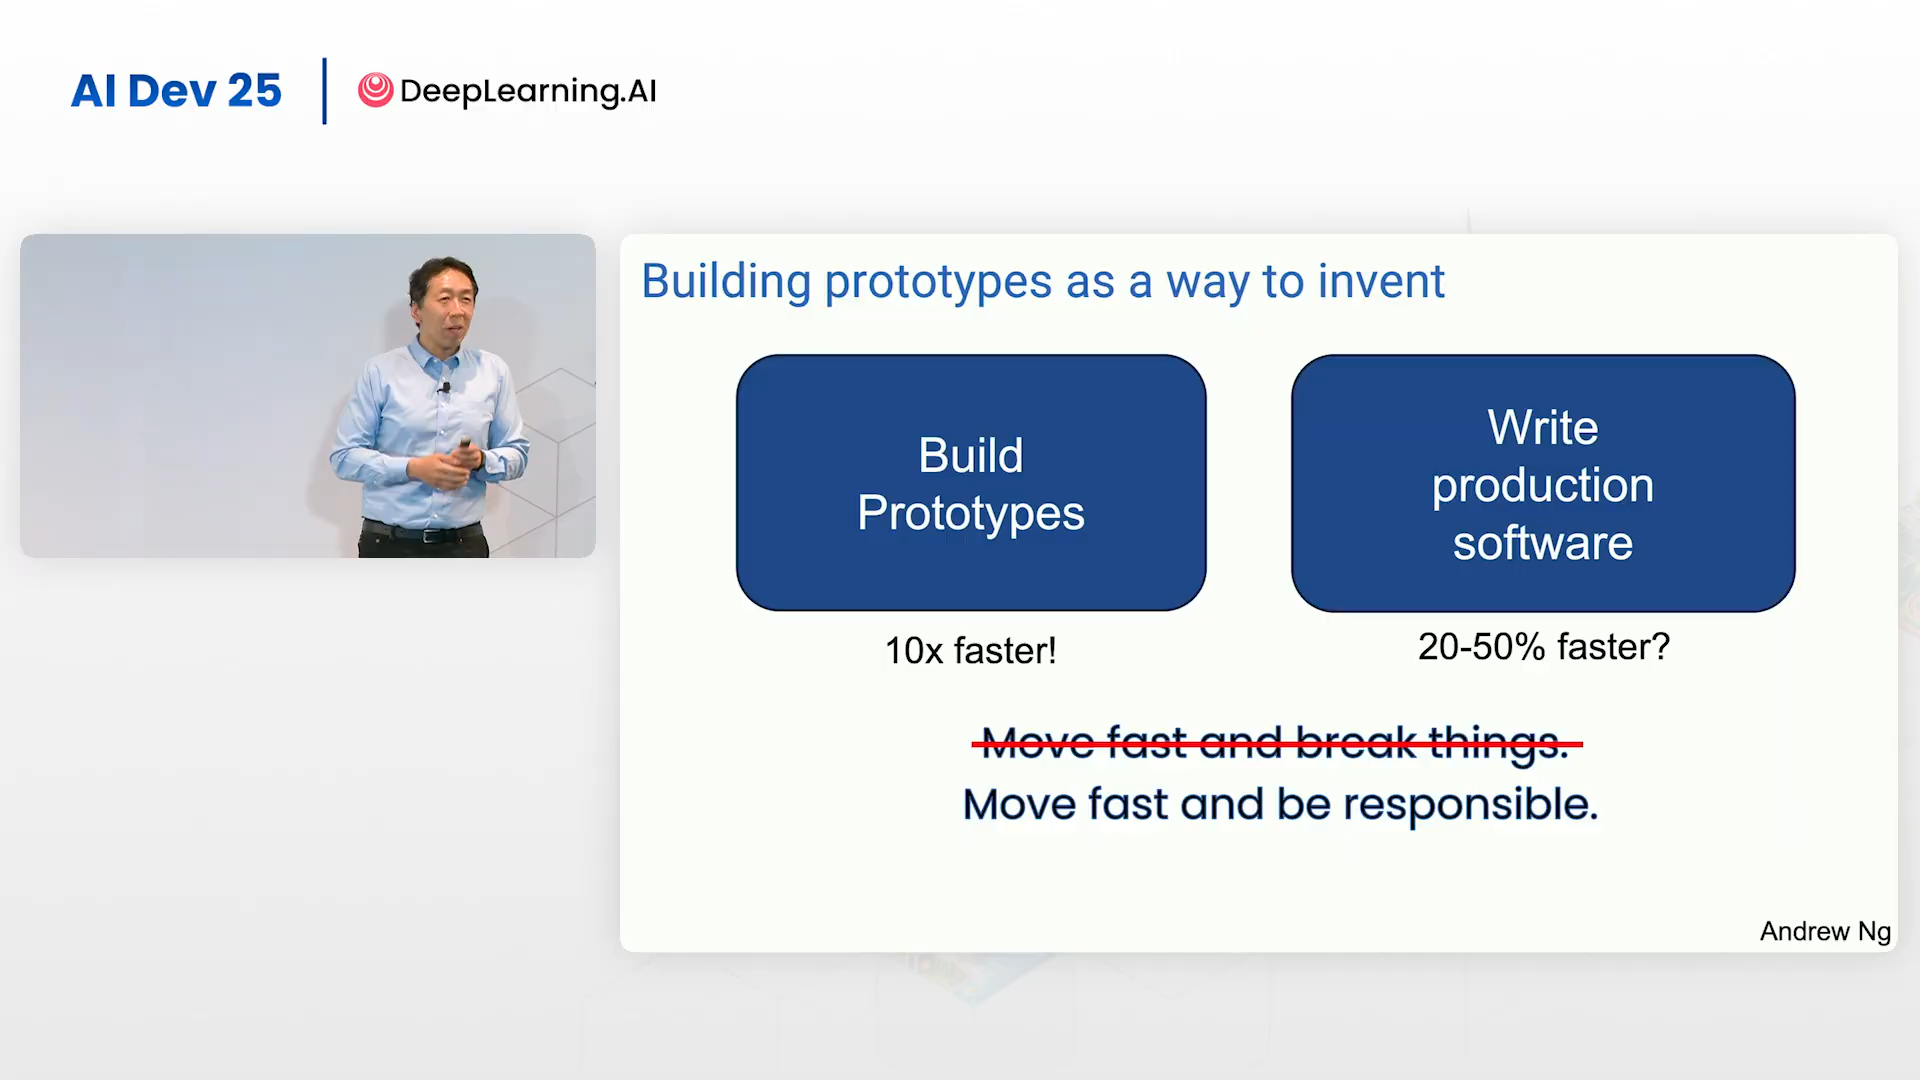 AI Dev 25
DeepLearning.AI
Building prototypes as a way to invent
Build
Prototypes
Write
production
software
10x faster!
20-50% faster?
Move fast and break things.
Move fast and be responsible.
Andrew Ng